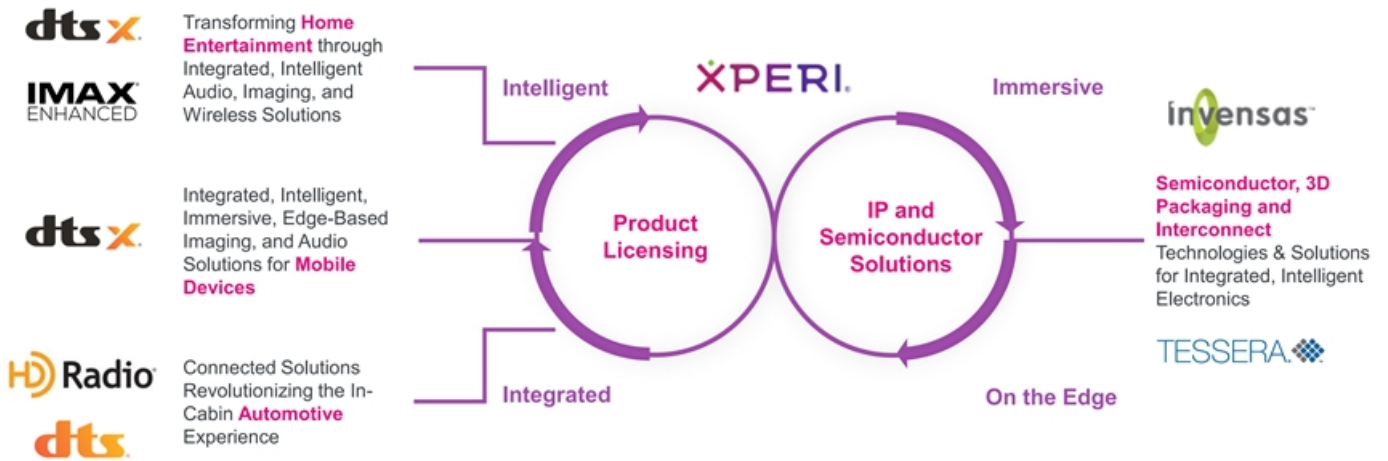 dts x.
Transforming Home
Entertainment through
Integrated, Intelligent
Audio, Imaging, and
Wireless Solutions
IMAX®
ENHANCED
dts x.
Integrated, Intelligent,
Immersive, Edge-Based
Imaging, and Audio
Solutions for Mobile
Devices
HD Radio
dts
Connected Solutions
Revolutionizing the In-
Cabin Automotive
Experience
Intelligent
XPERI.
Immersive
Product
Licensing
IP and
Semiconductor
Solutions
Integrated
On the Edge
invensas™
Semiconductor, 3D
Packaging and
Interconnect
Technologies & Solutions
for Integrated, Intelligent
Electronics
TESSERA